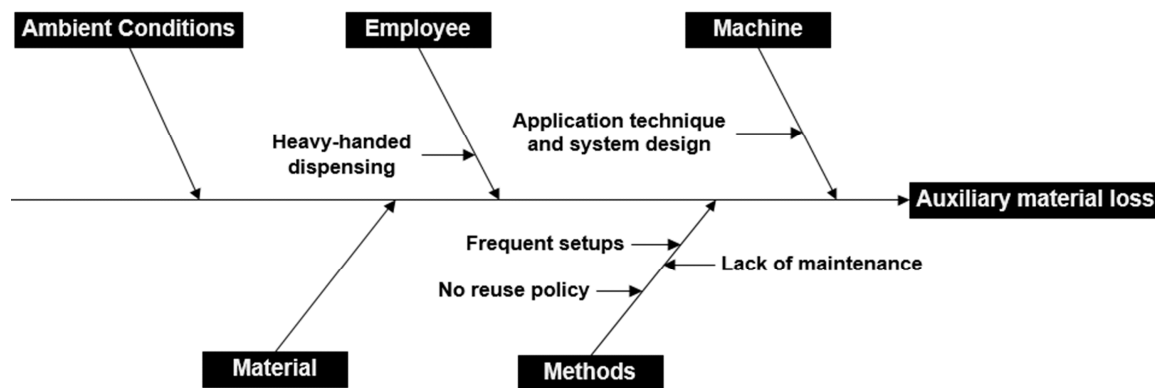 Ambient Conditions
Employee
Machine
Heavy-handed
dispensing
Application technique
and system design
Auxiliary material loss
Frequent setups
Lack of maintenance
No reuse policy
Material
Methods